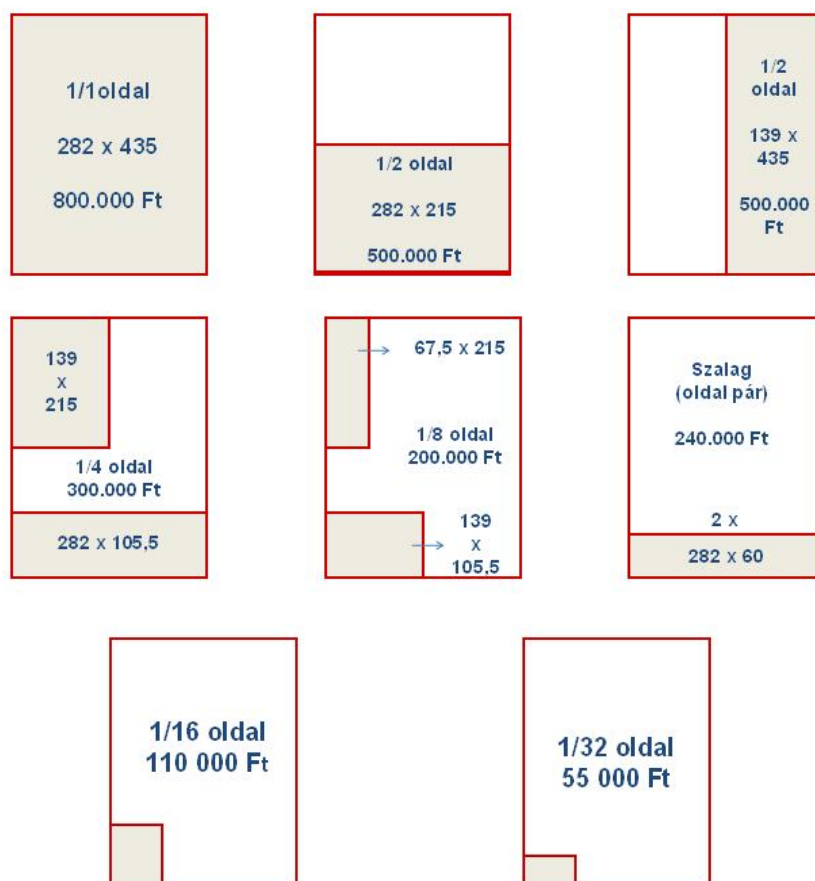 1/1oldal
282 x 435
800.000 Ft
1/2 oldal
282 x 215
500.000 Ft
1/2
oldal
139 x
435
500.000
Ft
139
x
215
1/4 oldal
300.000 Ft
282 x 105,5
67,5 x 215
1/8 oldal
200.000 Ft
139
x
105,5
Szalag
(oldal pár)
240.000 Ft
2 x
282 x 60
1/16 oldal
110 000 Ft
1/32 oldal
55 000 Ft